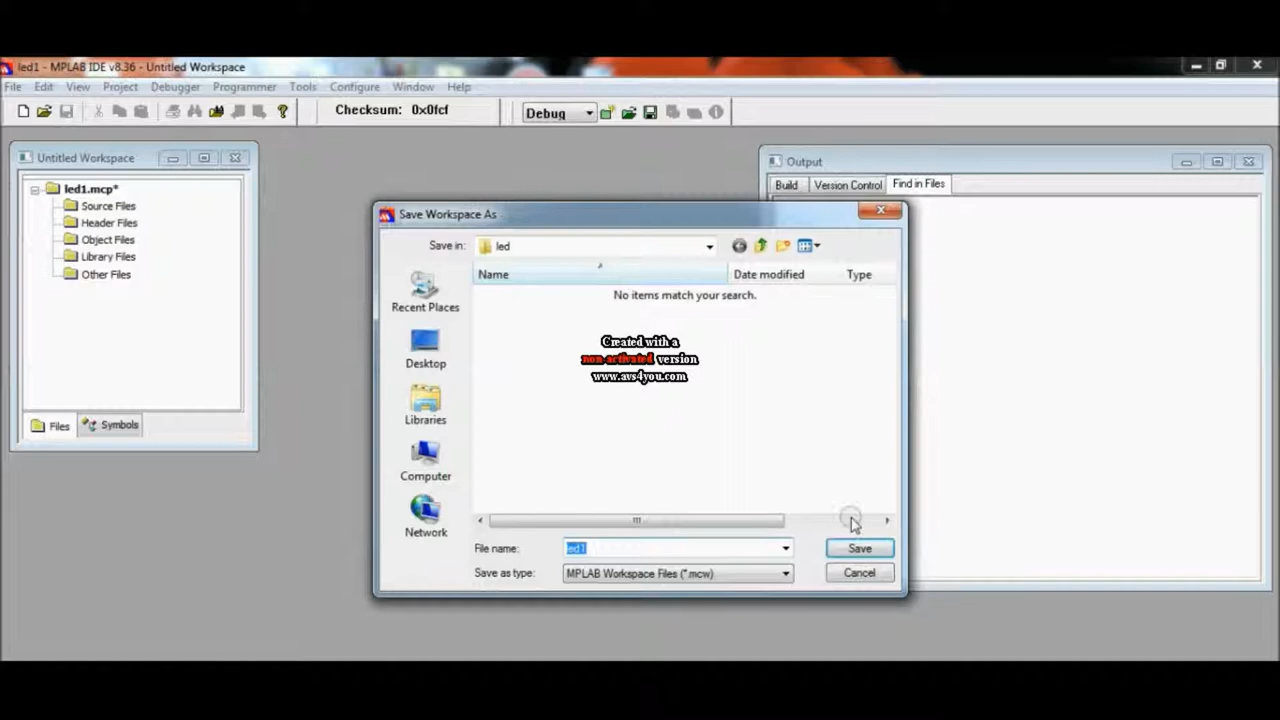 led1 - MPLAB IDE v8.36 - Untitled Workspace
File Edit View Project Debugger Programmer Tools Configure Window Help
Checksum: 0x0fcf
Debug
Untitled Workspace
led1.mcp*
Source Files
Header Files
Object Files
Library Files
Other Files
Files
Symbols
Output
Build Version Control Find in Files
Save Workspace As
Save in: led
Name Date modified Type
No items match your search.
Recent Places
Desktop
Libraries
Computer
Network
Created with a
non-activated version
www.avs4you.com
File name: led1
Save
Save as type: MPLAB Workspace Files (*.mcw)
Cancel